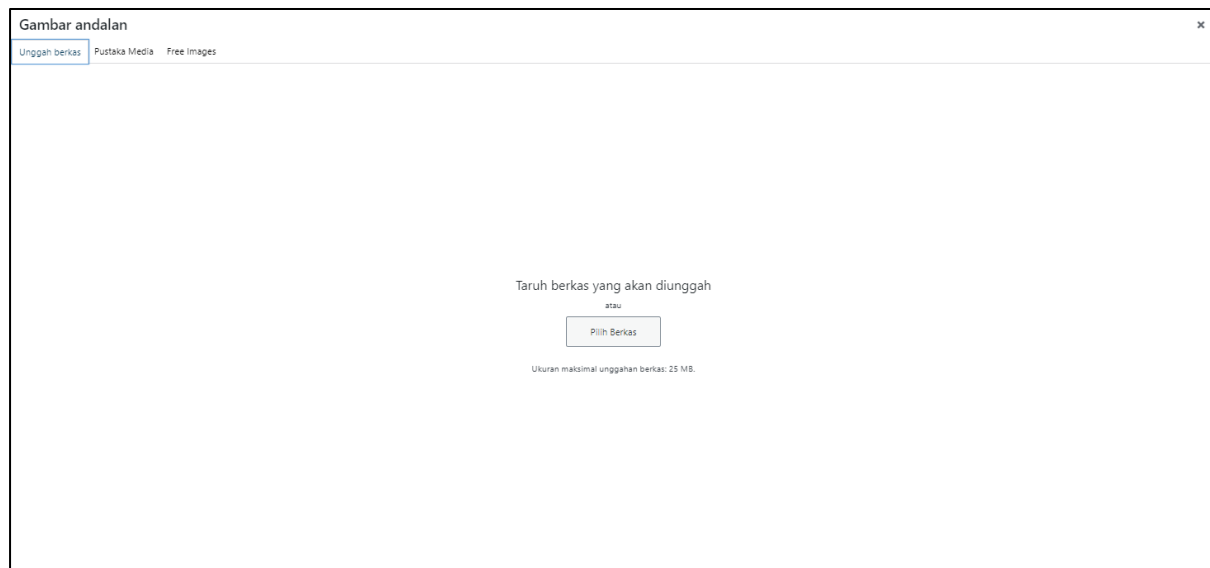 Gambar andalan
Unggah berkas Pustaka Media Free Images
Taruh berkas yang akan diunggah
atau
Pilih Berkas
Ukuran maksimal unggahan berkas: 25 MB.